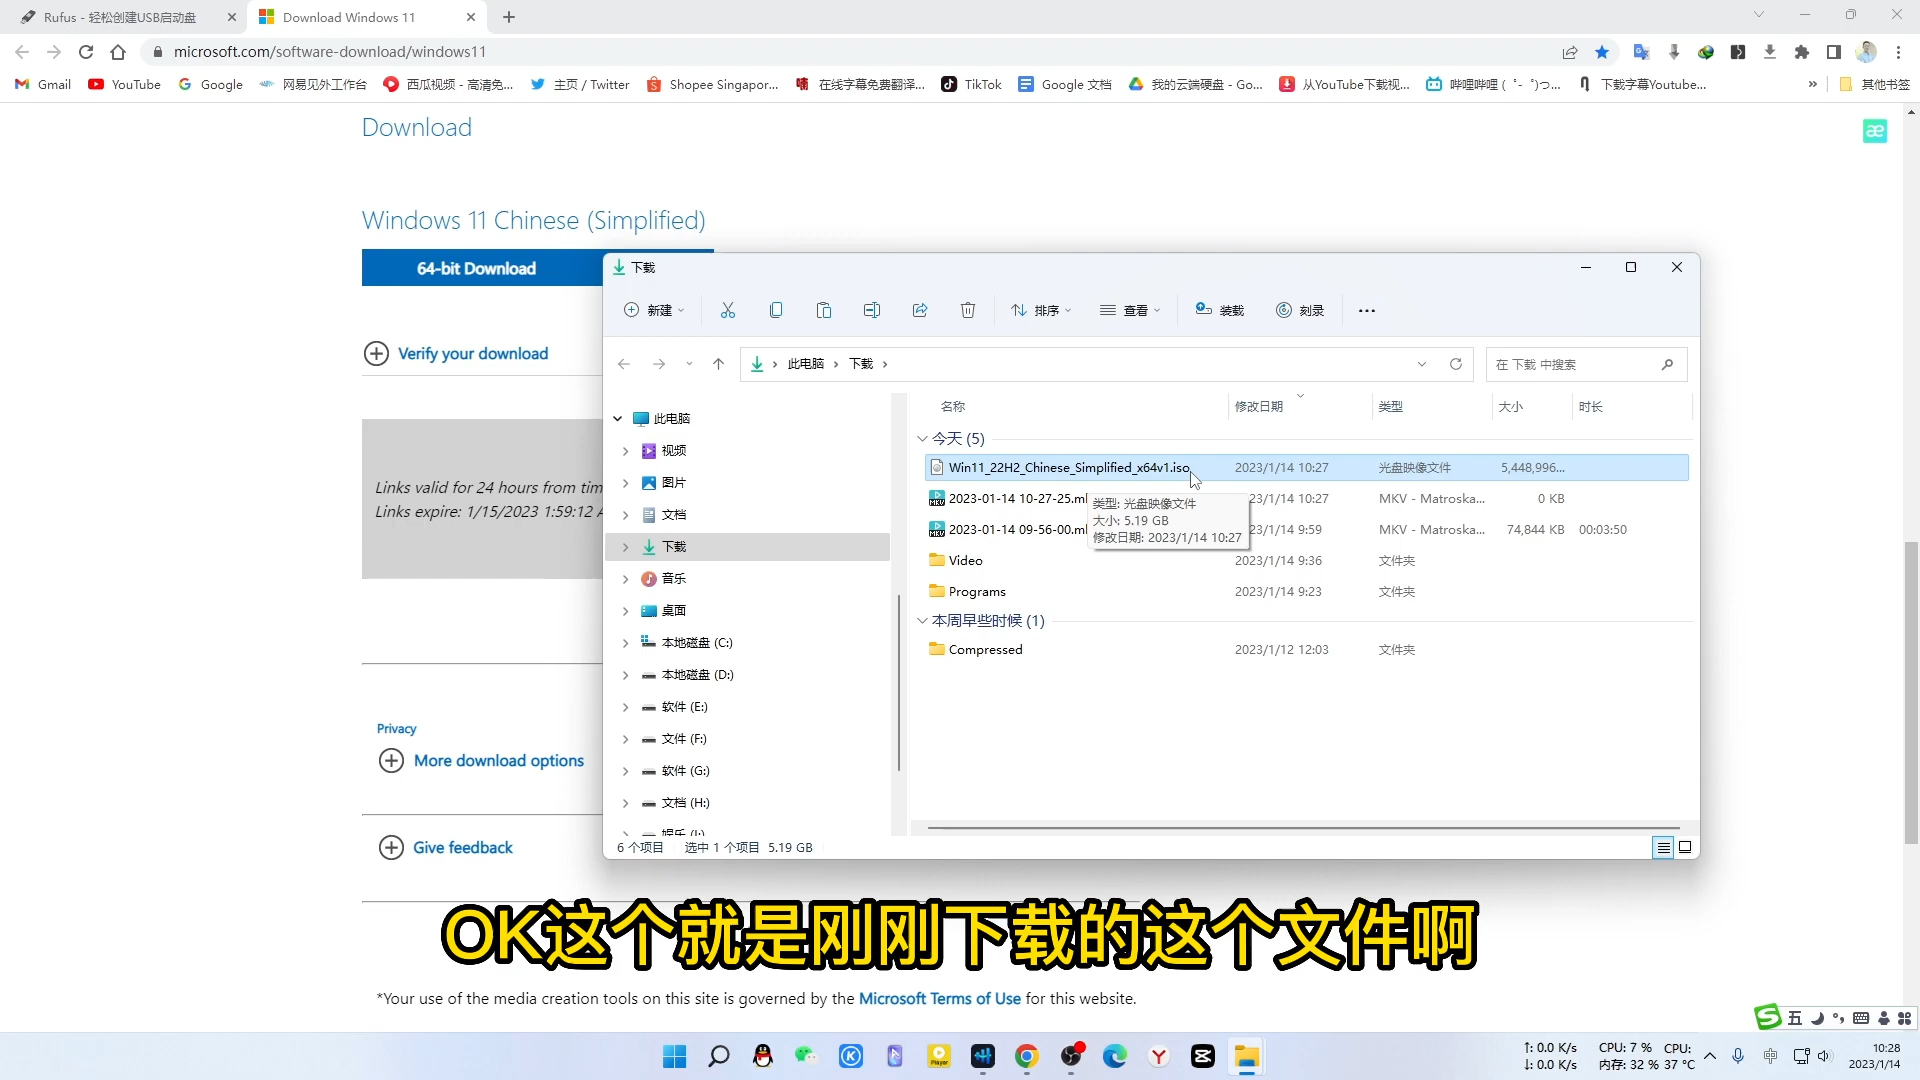 Rufus - 轻松创建USB启动盘
Download Windows 11
microsoft.com/software-download/windows11
Gmail
YouTube
Google
网易见外工作台
西瓜视频 - 高清免...
主页 / Twitter
Shopee Singapor...
在线字幕免费翻译...
TikTok
Google 文档
我的云端硬盘 - Go...
从YouTube下载视...
哔哩哔哩 (゜-゜)つ...
下载字幕Youtube...
»
其他书签
Download
Windows 11 Chinese (Simplified)
64-bit Download
Verify your download
Links valid for 24 hours from tim
Links expire: 1/15/2023 1:59:12 A
Privacy
More download options
Give feedback
下载
新建
排序
查看
装载
刻录
此电脑 › 下载 ›
在 下载 中搜索
此电脑
视频
图片
文档
下载
音乐
桌面
本地磁盘 (C:)
本地磁盘 (D:)
软件 (E:)
文件 (F:)
软件 (G:)
文档 (H:)
娱乐 (I:)
名称 修改日期 类型 大小 时长
今天 (5)
Win11_22H2_Chinese_Simplified_x64v1.iso 2023/1/14 10:27 光盘映像文件 5,448,996...
2023-01-14 10-27-25.m 23/1/14 10:27 MKV - Matroska... 0 KB
2023-01-14 09-56-00.m 23/1/14 9:59 MKV - Matroska... 74,844 KB 00:03:50
类型: 光盘映像文件
大小: 5.19 GB
修改日期: 2023/1/14 10:27
Video 2023/1/14 9:36 文件夹
Programs 2023/1/14 9:23 文件夹
本周早些时候 (1)
Compressed 2023/1/12 12:03 文件夹
6 个项目 选中 1 个项目 5.19 GB
OK这个就是刚刚下载的这个文件啊
*Your use of the media creation tools on this site is governed by the Microsoft Terms of Use for this website.
五
↑: 0.0 K/s CPU: 7 % CPU:
↓: 0.0 K/s 内存: 32 % 37 °C
中
10:28
2023/1/14